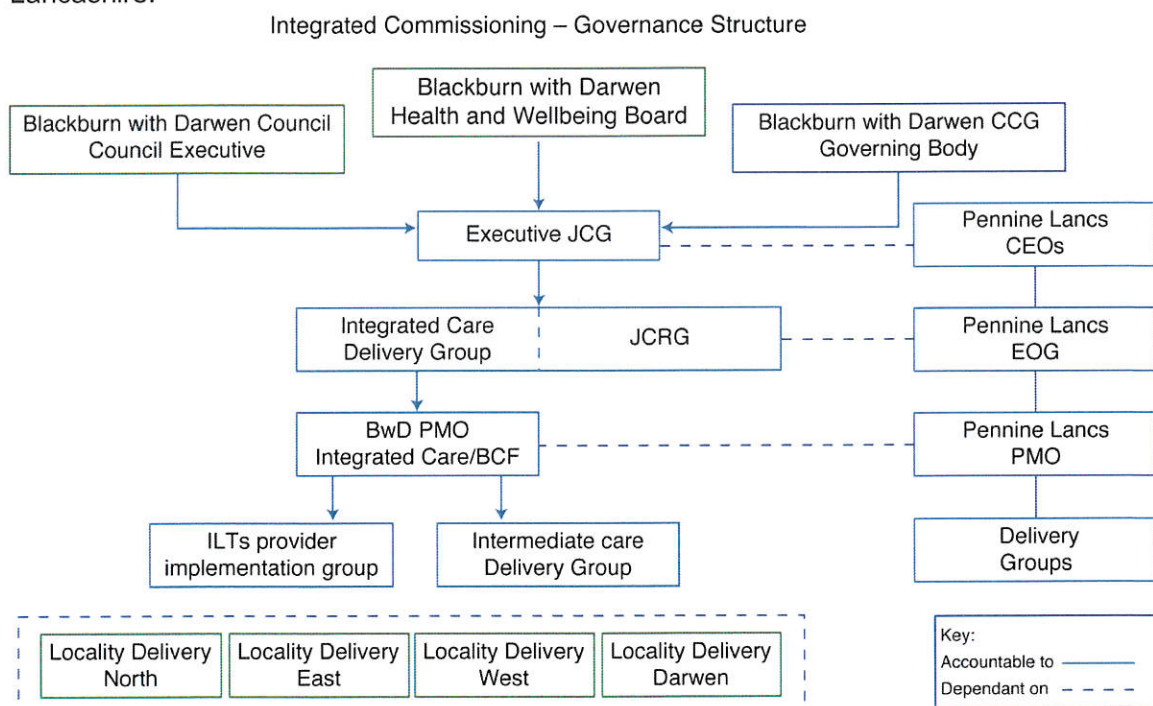 Lancashire.
Integrated Commissioning – Governance Structure
Blackburn with Darwen
Health and Wellbeing Board
Blackburn with Darwen Council
Council Executive
Blackburn with Darwen CCG
Governing Body
Executive JCG
Pennine Lancs
CEOs
Integrated Care
Delivery Group
JCRG
Pennine Lancs
EOG
BwD PMO
Integrated Care/BCF
Pennine Lancs
PMO
ILTs provider
implementation group
Intermediate care
Delivery Group
Delivery
Groups
Locality Delivery
North
Locality Delivery
East
Locality Delivery
West
Locality Delivery
Darwen
Key:
Accountable to
Dependant on